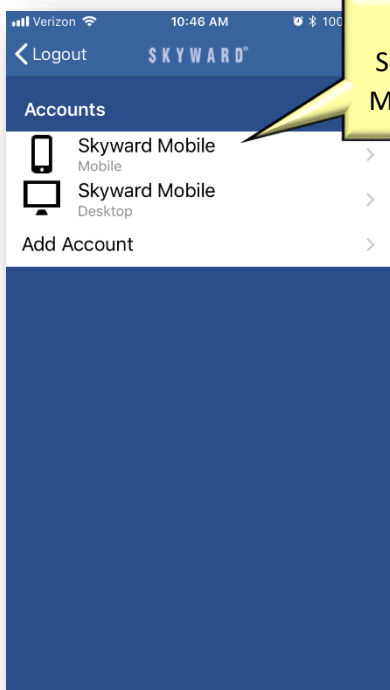 Verizon 10:46 AM 100
Logout SKYWARD®
Accounts
Skyward Mobile
Mobile
Skyward Mobile
Desktop
Add Account